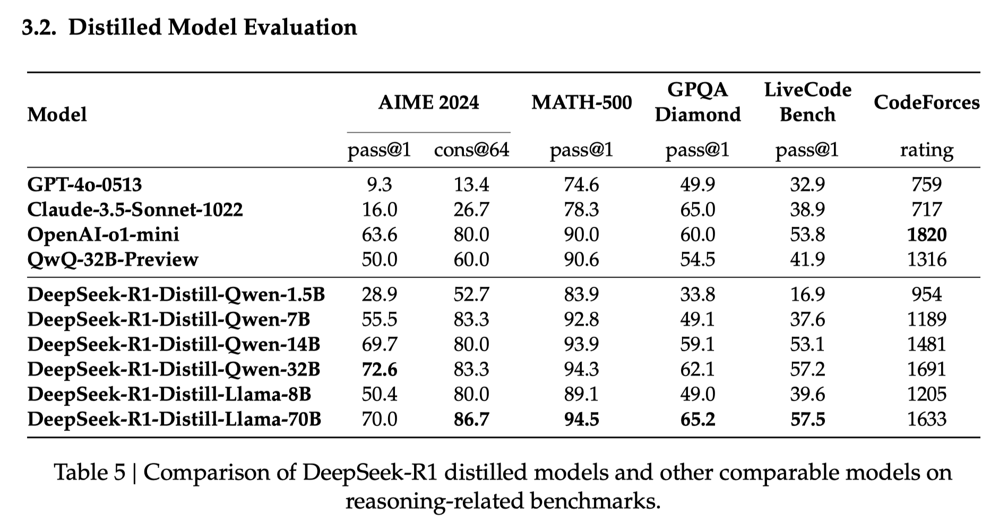 3.2. Distilled Model Evaluation
Model AIME 2024 MATH-500 GPQA Diamond LiveCode Bench CodeForces
pass@1 cons@64 pass@1 pass@1 pass@1 rating
GPT-4o-0513 9.3 13.4 74.6 49.9 32.9 759
Claude-3.5-Sonnet-1022 16.0 26.7 78.3 65.0 38.9 717
OpenAI-o1-mini 63.6 80.0 90.0 60.0 53.8 1820
QwQ-32B-Preview 50.0 60.0 90.6 54.5 41.9 1316
DeepSeek-R1-Distill-Qwen-1.5B 28.9 52.7 83.9 33.8 16.9 954
DeepSeek-R1-Distill-Qwen-7B 55.5 83.3 92.8 49.1 37.6 1189
DeepSeek-R1-Distill-Qwen-14B 69.7 80.0 93.9 59.1 53.1 1481
DeepSeek-R1-Distill-Qwen-32B 72.6 83.3 94.3 62.1 57.2 1691
DeepSeek-R1-Distill-Llama-8B 50.4 80.0 89.1 49.0 39.6 1205
DeepSeek-R1-Distill-Llama-70B 70.0 86.7 94.5 65.2 57.5 1633
Table 5 | Comparison of DeepSeek-R1 distilled models and other comparable models on
reasoning-related benchmarks.